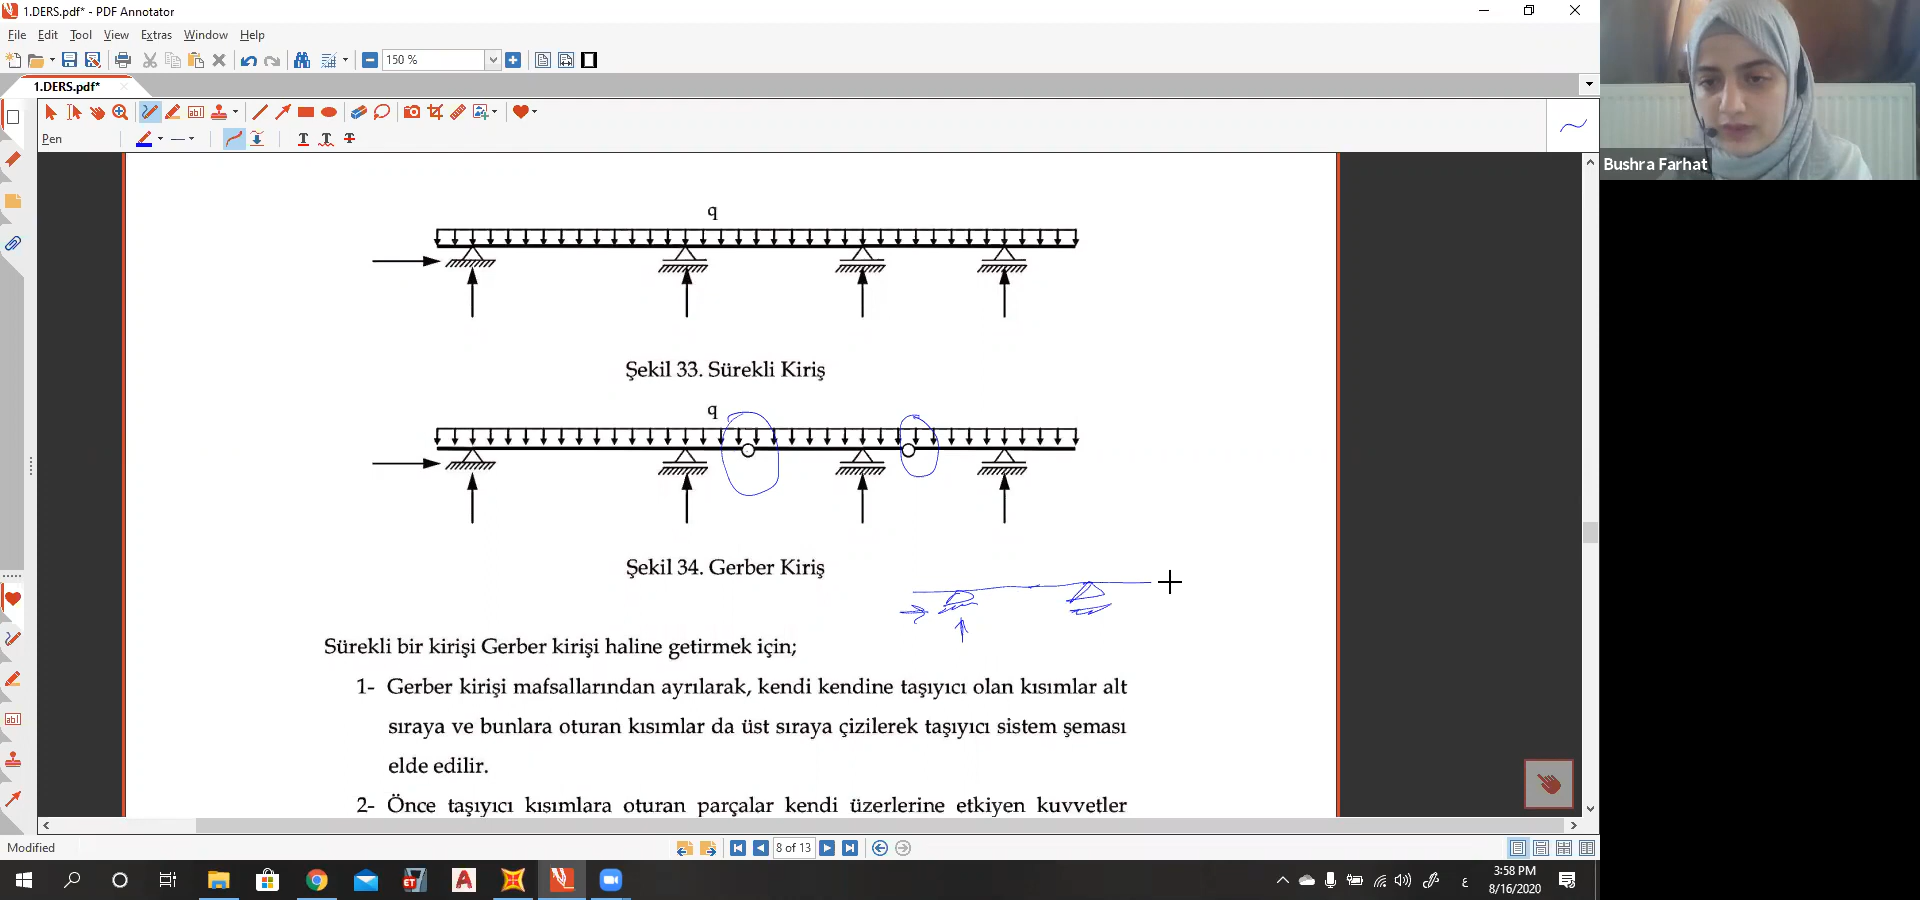 1.DERS.pdf* - PDF Annotator
File Edit Tool View Extras Window Help
150 %
1.DERS.pdf*
Pen
Bushra Farhat
q
Şekil 33. Sürekli Kiriş
q
Şekil 34. Gerber Kiriş
Sürekli bir kirişi Gerber kirişi haline getirmek için;
1- Gerber kirişi mafsallarından ayrılarak, kendi kendine taşıyıcı olan kısımlar alt
sıraya ve bunlara oturan kısımlar da üst sıraya çizilerek taşıyıcı sistem şeması
elde edilir.
2- Önce taşıyıcı kısımlara oturan parçalar kendi üzerlerine etkiyen kuvvetler
Modified
8 of 13
ET
A
ع
3:58 PM
8/16/2020